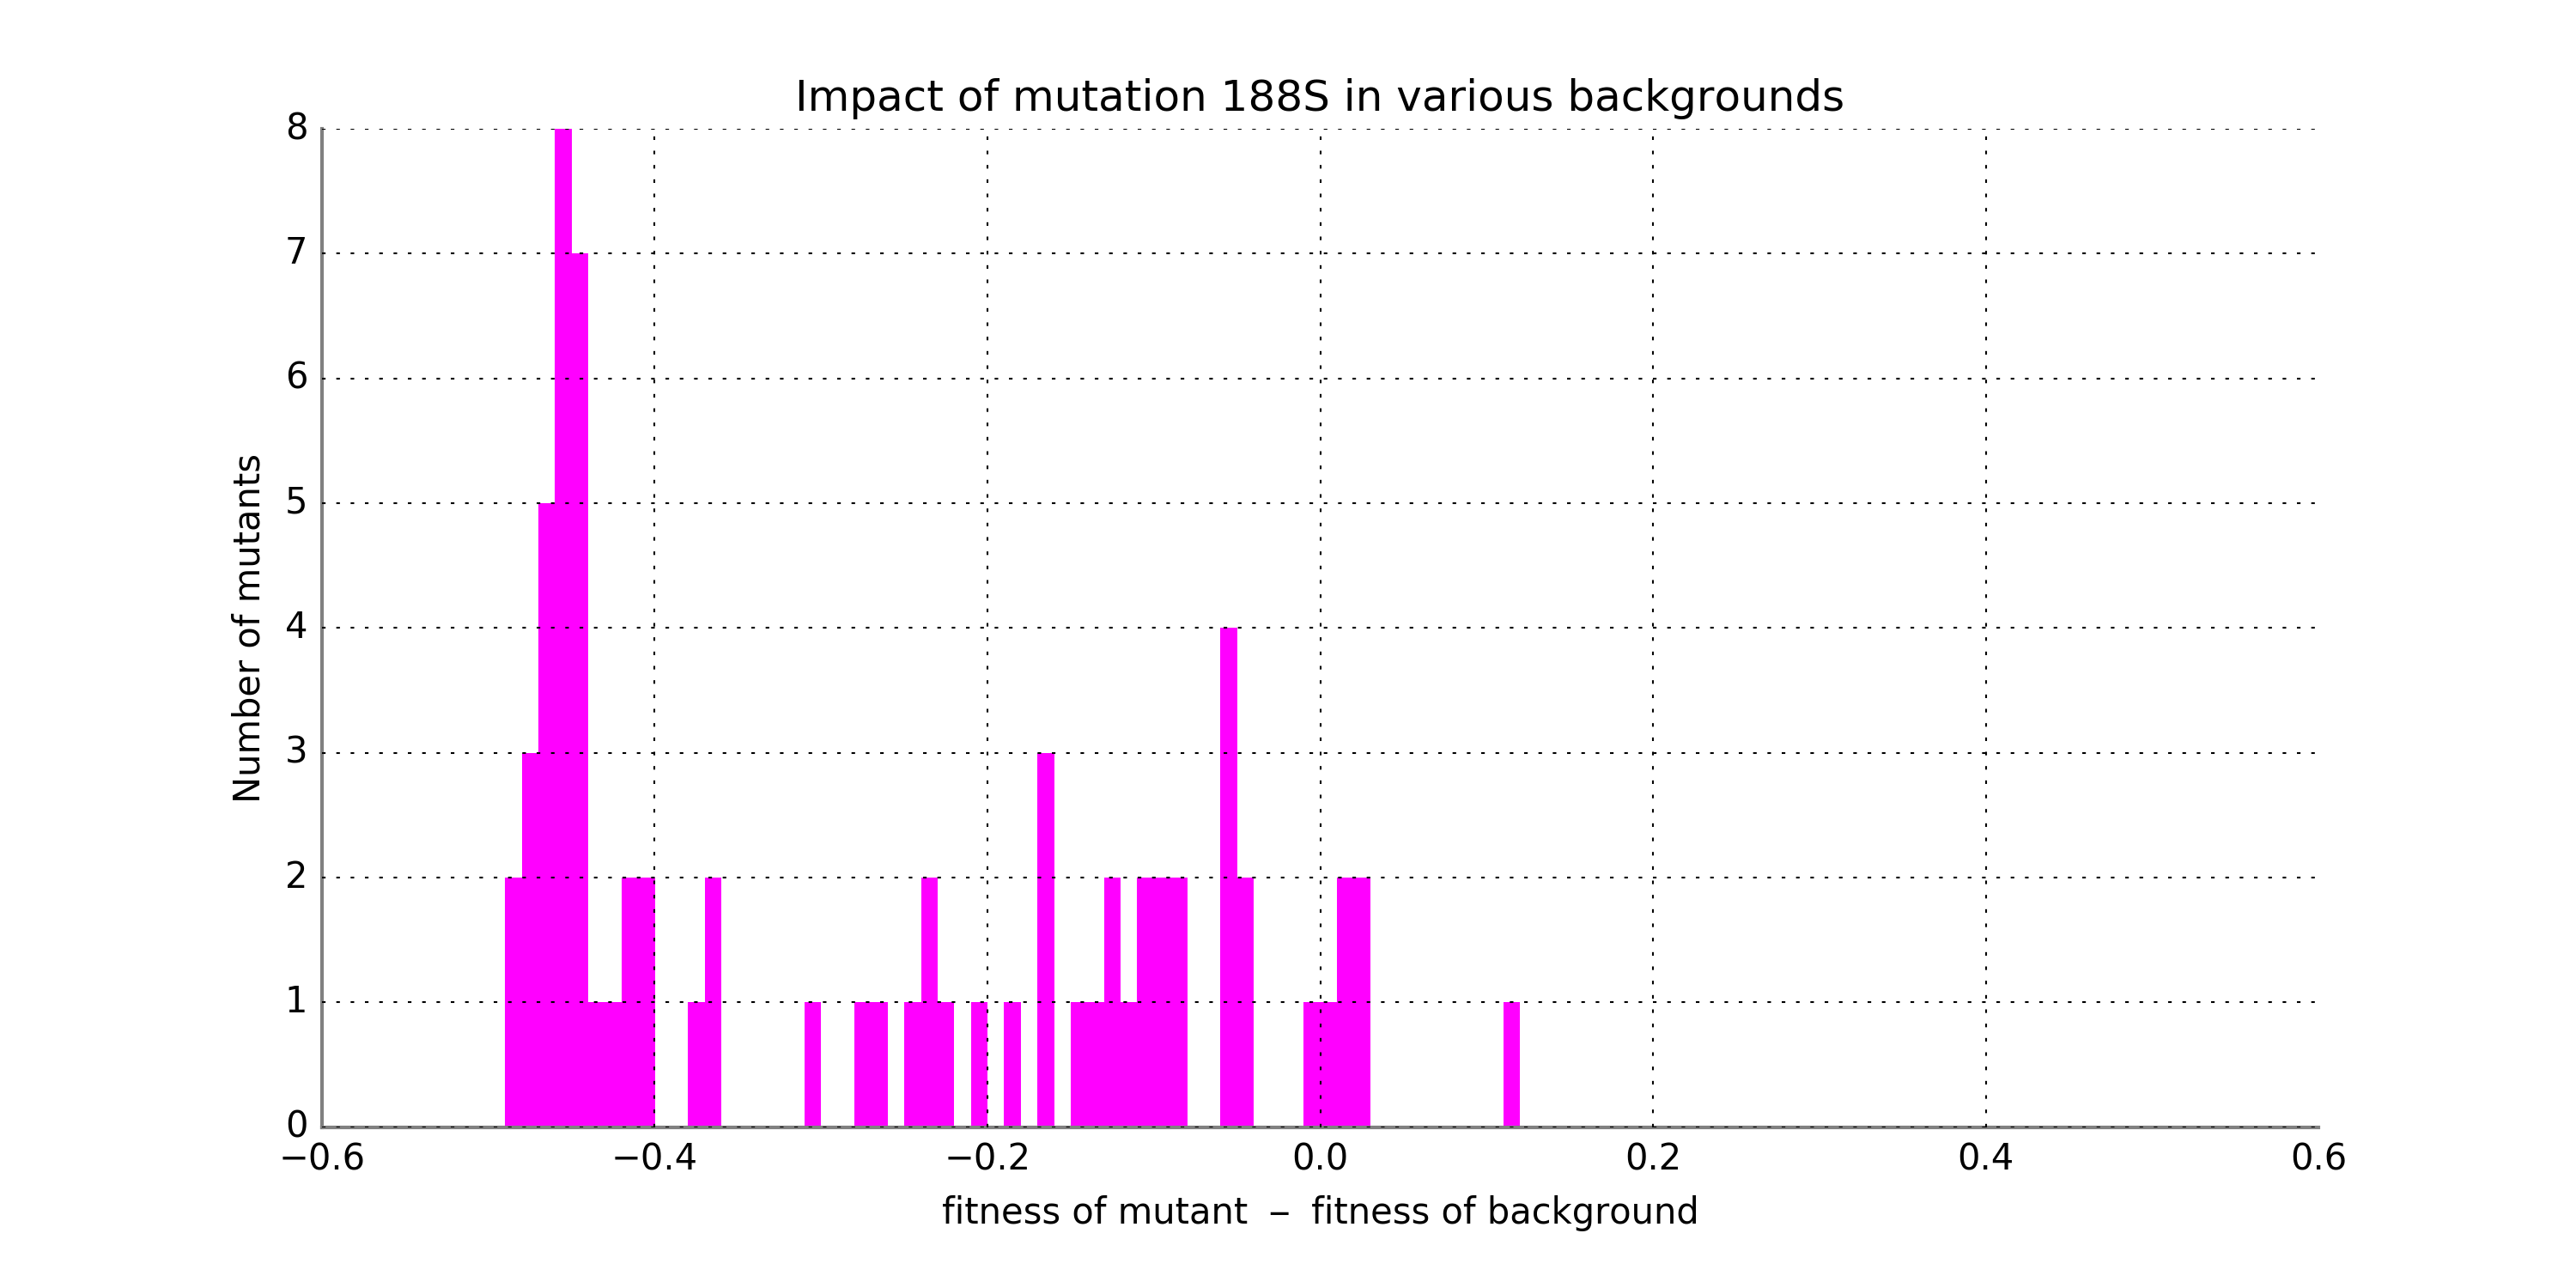 Impact of mutation 188S in various backgrounds
8
7
6
5
4
3
2
1
0
Number of mutants
−0.6 −0.4 −0.2 0.0 0.2 0.4 0.6
fitness of mutant − fitness of background